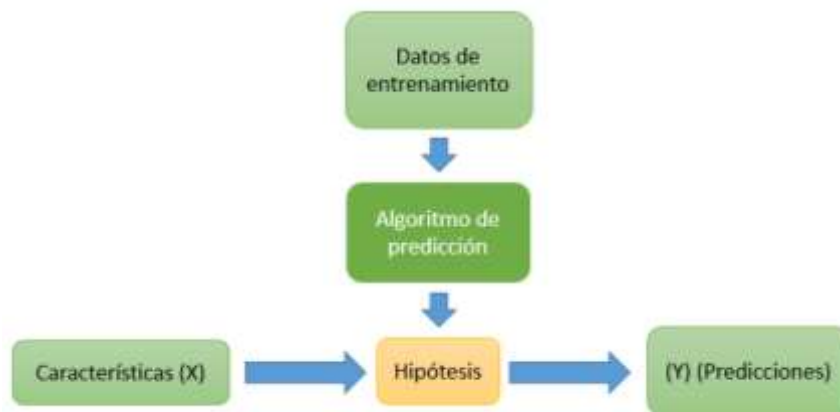 Datos de
entrenamiento
Algoritmo de
predicción
Características (X)
Hipótesis
(Y) (Predicciones)